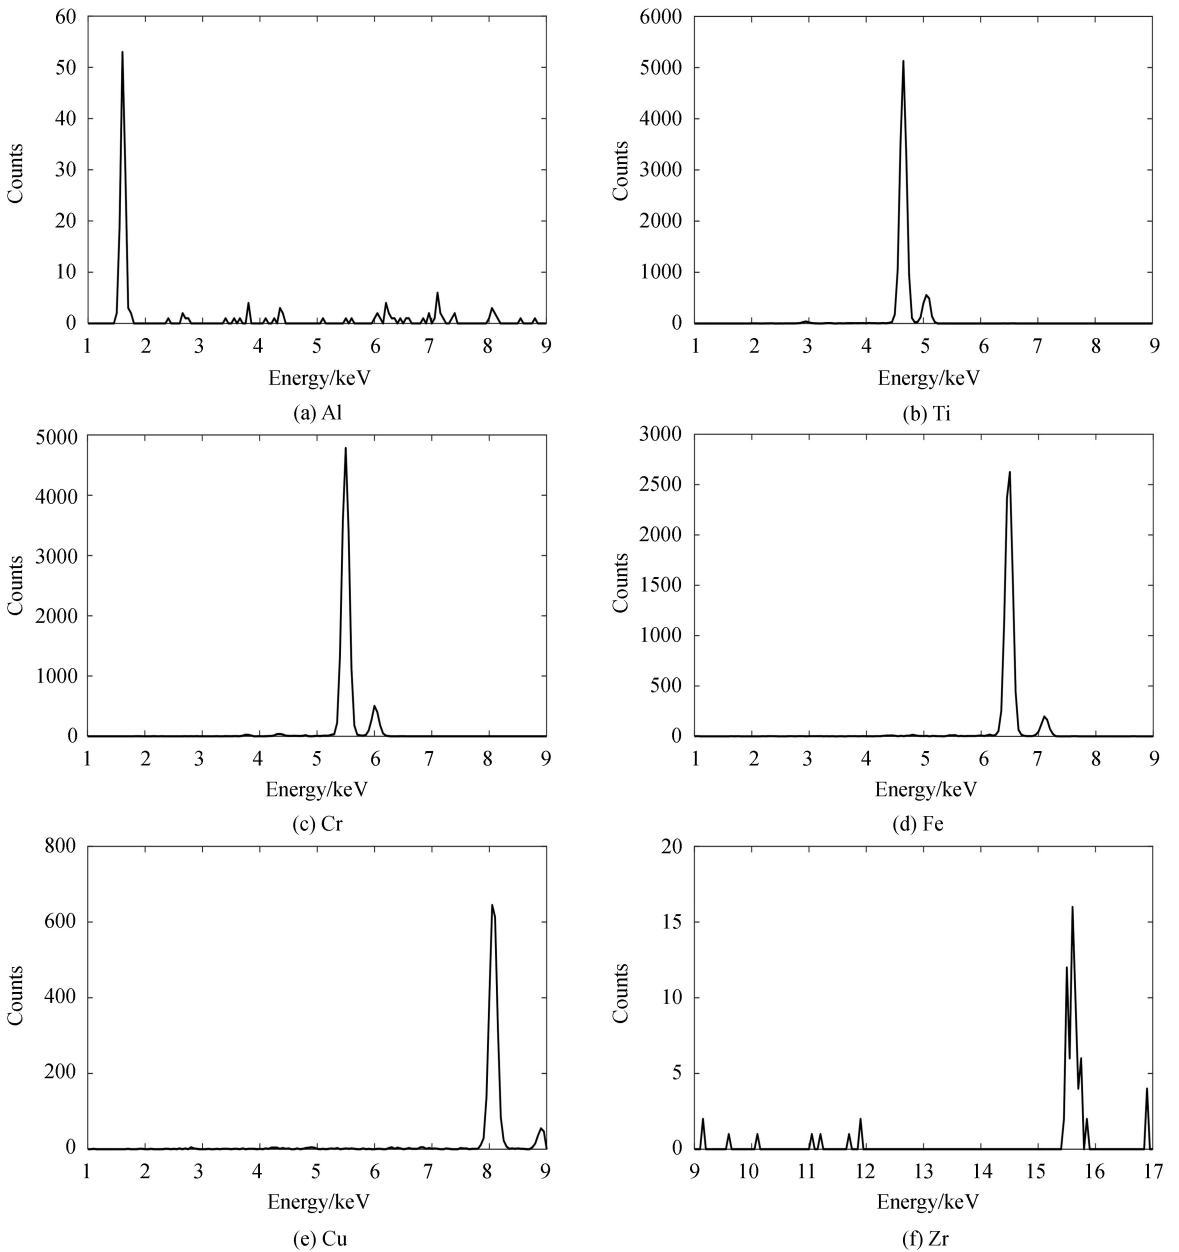 60
50
40
30
20
10
0
Counts
1 2 3 4 5 6 7 8 9
Energy/keV
(a) Al
6000
5000
4000
3000
2000
1000
0
Counts
1 2 3 4 5 6 7 8 9
Energy/keV
(b) Ti
5000
4000
3000
2000
1000
0
Counts
1 2 3 4 5 6 7 8 9
Energy/keV
(c) Cr
3000
2500
2000
1500
1000
500
0
Counts
1 2 3 4 5 6 7 8 9
Energy/keV
(d) Fe
800
600
400
200
0
Counts
1 2 3 4 5 6 7 8 9
Energy/keV
(e) Cu
20
15
10
5
0
Counts
9 10 11 12 13 14 15 16 17
Energy/keV
(f) Zr